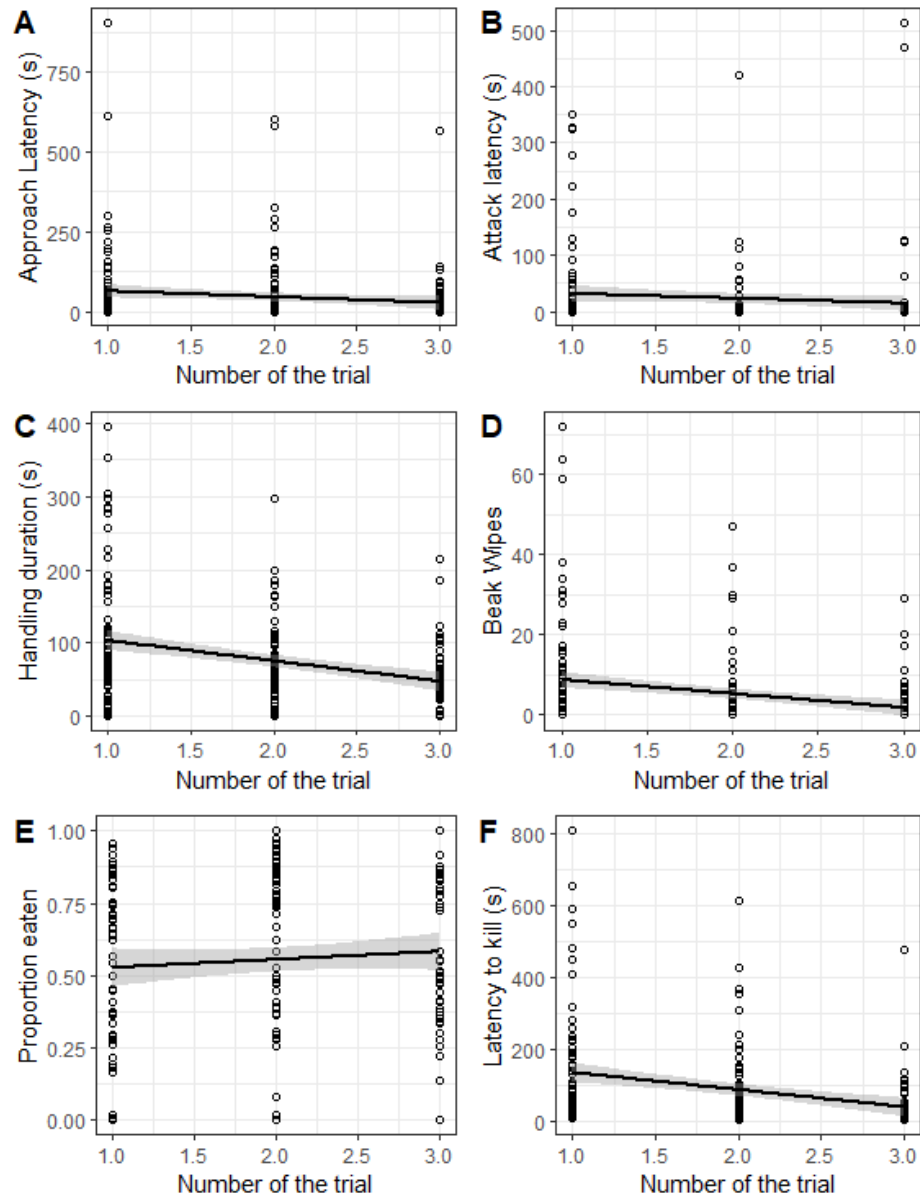 A
Approach Latency (s)
750
500
250
0
1.0 1.5 2.0 2.5 3.0
Number of the trial
B
Attack latency (s)
500
400
300
200
100
0
1.0 1.5 2.0 2.5 3.0
Number of the trial
C
Handling duration (s)
400
300
200
100
0
1.0 1.5 2.0 2.5 3.0
Number of the trial
D
Beak Wipes
60
40
20
0
1.0 1.5 2.0 2.5 3.0
Number of the trial
E
Proportion eaten
1.00
0.75
0.50
0.25
0.00
1.0 1.5 2.0 2.5 3.0
Number of the trial
F
Latency to kill (s)
800
600
400
200
0
1.0 1.5 2.0 2.5 3.0
Number of the trial